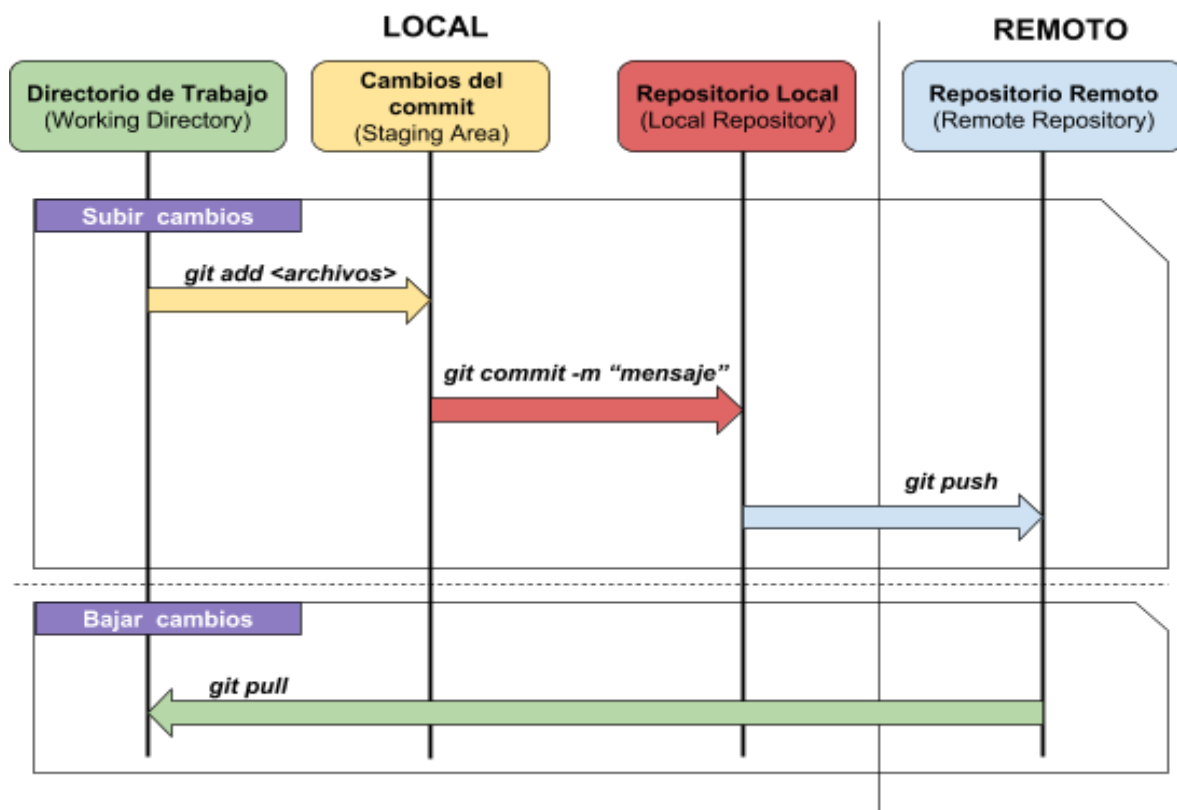 LOCAL
REMOTO
Directorio de Trabajo
(Working Directory)
Cambios del
commit
(Staging Area)
Repositorio Local
(Local Repository)
Repositorio Remoto
(Remote Repository)
Subir cambios
git add <archivos>
git commit -m “mensaje”
git push
Bajar cambios
git pull